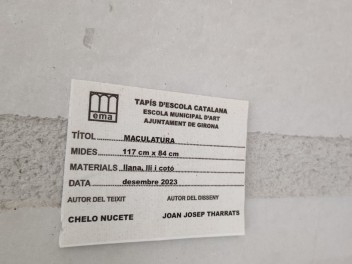 ema
TAPÍS D'ESCOLA CATALANA
ESCOLA MUNICIPAL D'ART
AJUNTAMENT DE GIRONA
TÍTOL MACULATURA
MIDES 117 cm x 84 cm
MATERIALS llana, lli i cotó
DATA desembre 2023
AUTOR DEL TEIXIT AUTOR DEL DISSENY
CHELO NUCETE JOAN JOSEP THARRATS